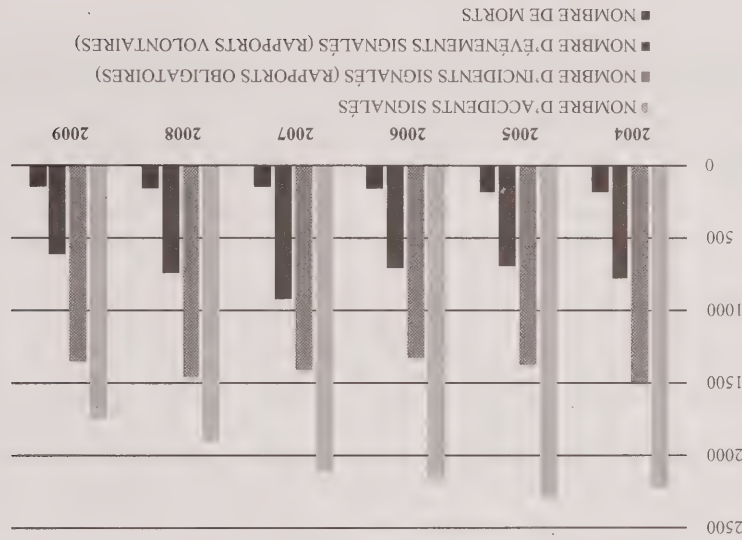 2500
2000
1500
1000
500
0
2004 2005 2006 2007 2008 2009
NOMBRE D'ACCIDENTS SIGNALÉS
NOMBRE D'INCIDENTS SIGNALÉS (RAPPORTS OBLIGATOIRES)
NOMBRE D'ÉVÉNEMENTS SIGNALÉS (RAPPORTS VOLONTAIRES)
NOMBRE DE MORTS